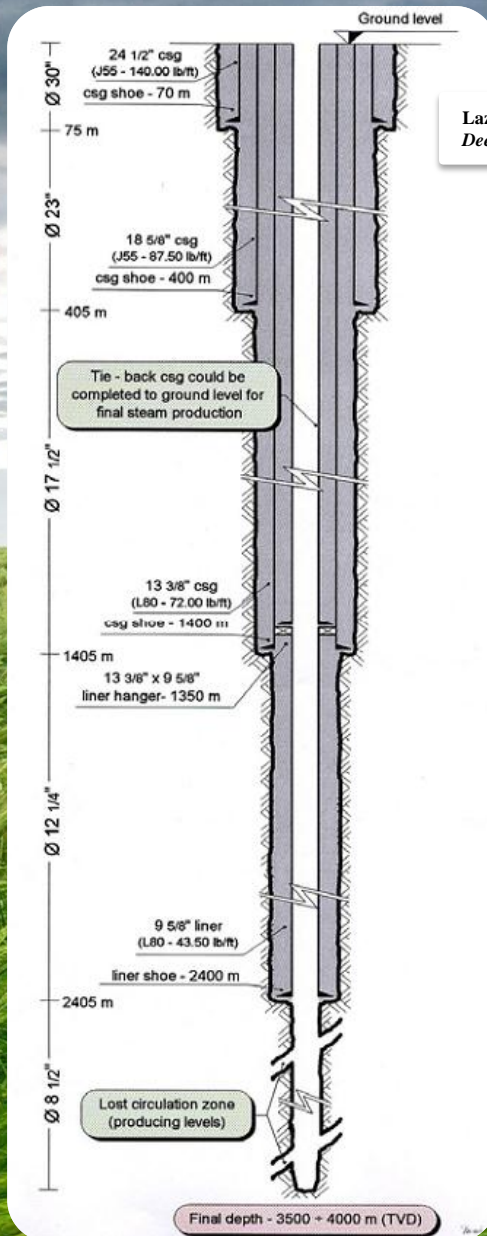 Ground level
24 1/2" csg
(J55 - 140.00 lb/ft)
csg shoe - 70 m
Ø 30"
75 m
Ø 23"
18 5/8" csg
(J55 - 87.50 lb/ft)
csg shoe - 400 m
405 m
Tie - back csg could be
completed to ground level for
final steam production
Ø 17 1/2"
13 3/8" csg
(L80 - 72.00 lb/ft)
csg shoe - 1400 m
1405 m
13 3/8" x 9 5/8"
liner hanger- 1350 m
Ø 12 1/4"
9 5/8" liner
(L80 - 43.50 lb/ft)
liner shoe - 2400 m
2405 m
Ø 8 1/2"
Lost circulation zone
(producing levels)
Final depth - 3500 ÷ 4000 m (TVD)